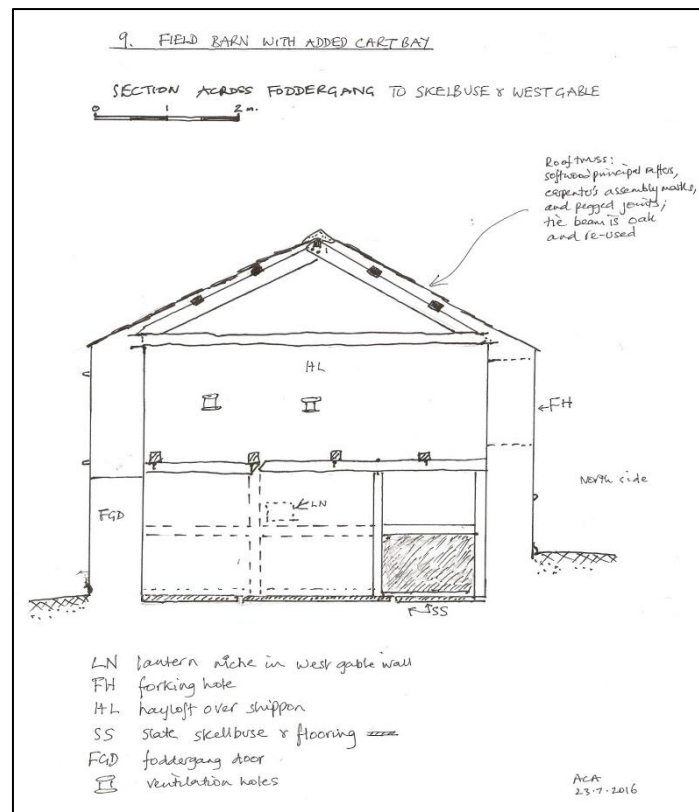 9. FIELD BARN WITH ADDED CART BAY
SECTION ACROSS FODDERGANG TO SKELBUSE & WEST GABLE
0 1 2 m.
Roof truss:
softwood principal rafters,
carpenter's assembly marks,
and pegged joints;
tie beam is oak
and re-used
HL
FH
North side
LN
FGD
SS
LN lantern niche in west gable wall
FH forking hole
HL hayloft over shippon
SS slate skellbuse & flooring
FGD foddergang door
ventilation holes
ACA
23.7.2016